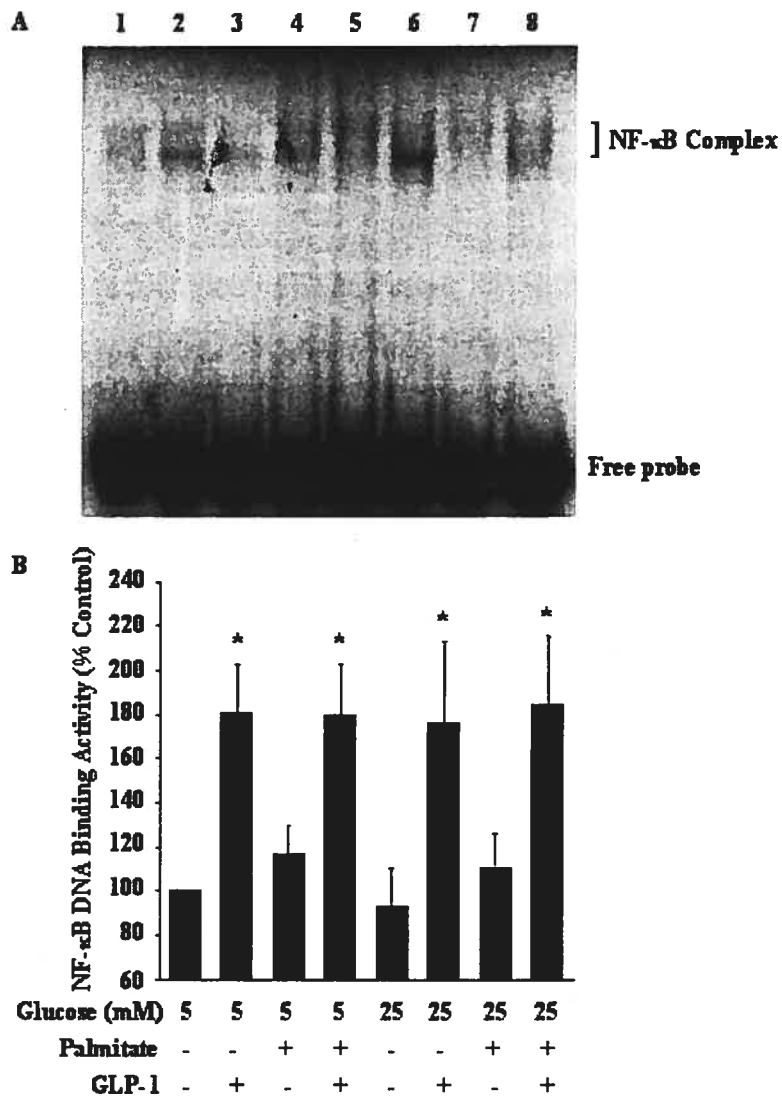 A 1 2 3 4 5 6 7 8
NF-κB Complex
Free probe
B
NF-κB DNA Binding Activity (% Control)
240
220
200
180
160
140
120
100
80
60
* * * *
Glucose (mM) 5 5 5 5 25 25 25 25
Palmitate - - + + - - + +
GLP-1 - + - + - + - +